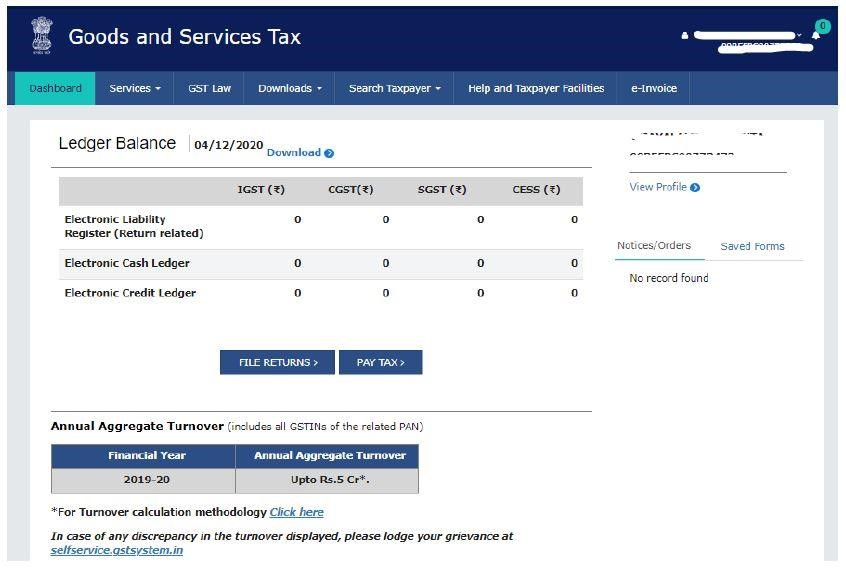 Goods and Services Tax
0
Dashboard Services GST Law Downloads Search Taxpayer Help and Taxpayer Facilities e-Invoice
Ledger Balance 04/12/2020 Download
IGST (₹) CGST(₹) SGST (₹) CESS (₹)
Electronic Liability
Register (Return related) 0 0 0 0
Electronic Cash Ledger 0 0 0 0
Electronic Credit Ledger 0 0 0 0
View Profile
Notices/Orders Saved Forms
No record found
FILE RETURNS > PAY TAX >
Annual Aggregate Turnover (includes all GSTINs of the related PAN)
Financial Year Annual Aggregate Turnover
2019-20 Upto Rs.5 Cr*.
*For Turnover calculation methodology Click here
In case of any discrepancy in the turnover displayed, please lodge your grievance at
selfservice.gstsystem.in